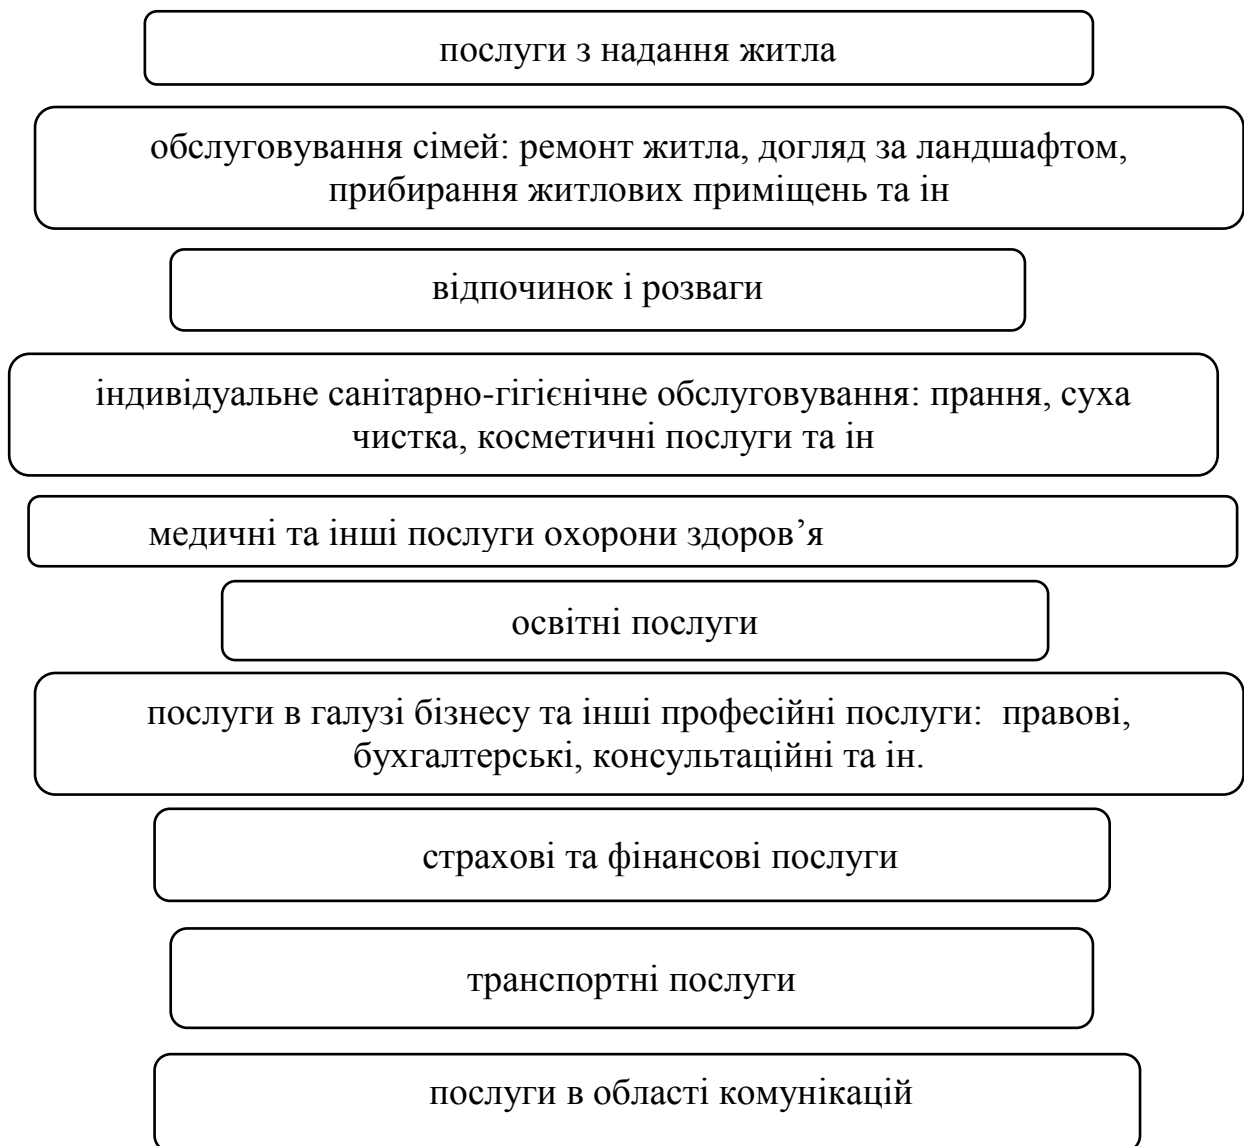 послуги з надання житла
обслуговування сімей: ремонт житла, догляд за ландшафтом,
прибирання житлових приміщень та ін
відпочинок і розваги
індивідуальне санітарно-гігієнічне обслуговування: прання, суха
чистка, косметичні послуги та ін
медичні та інші послуги охорони здоров’я
освітні послуги
послуги в галузі бізнесу та інші професійні послуги:  правові,
бухгалтерські, консультаційні та ін.
страхові та фінансові послуги
транспортні послуги
послуги в області комунікацій